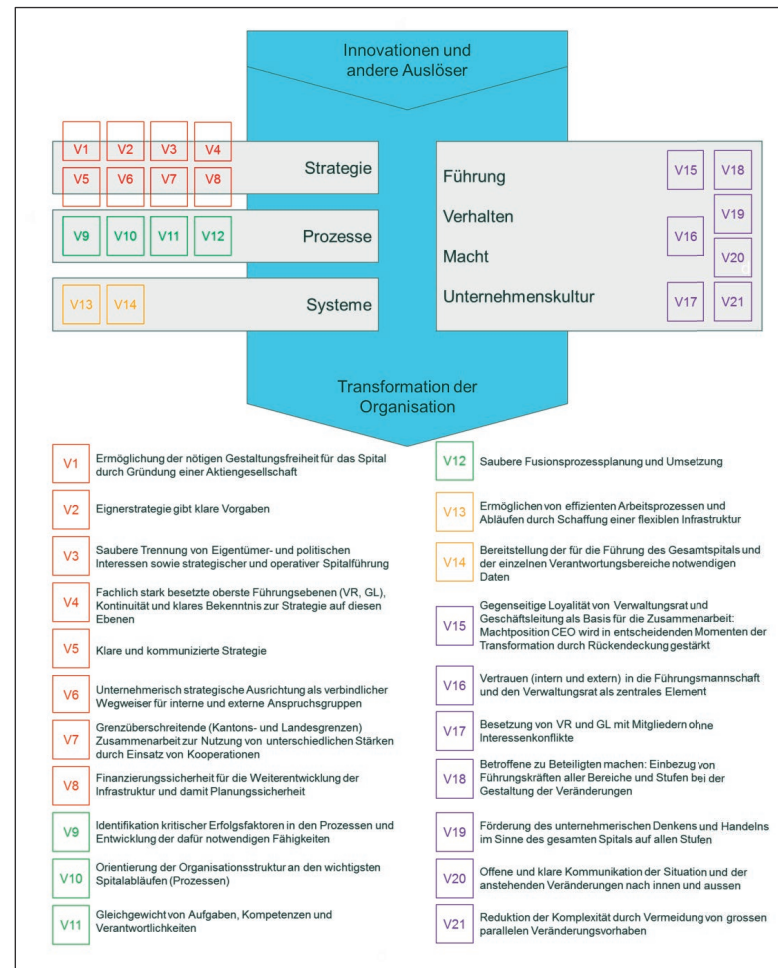 Innovationen und
andere Auslöser
V1 V2 V3 V4
V5 V6 V7 V8
Strategie
V9 V10 V11 V12
Prozesse
V13 V14
Systeme
Führung
Verhalten
Macht
Unternehmenskultur
V15 V18
V19
V16
V20
V17 V21
Transformation der
Organisation
V1
Ermöglichung der nötigen Gestaltungsfreiheit für das Spital
durch Gründung einer Aktiengesellschaft
V2
Eignerstrategie gibt klare Vorgaben
V3
Saubere Trennung von Eigentümer- und politischen
Interessen sowie strategischer und operativer Spitalführung
V4
Fachlich stark besetzte oberste Führungsebenen (VR, GL),
Kontinuität und klares Bekenntnis zur Strategie auf diesen
Ebenen
V5
Klare und kommunizierte Strategie
V6
Unternehmerisch strategische Ausrichtung als verbindlicher
Wegweiser für interne und externe Anspruchsgruppen
V7
Grenzüberschreitende (Kantons- und Landesgrenzen)
Zusammenarbeit zur Nutzung von unterschiedlichen Stärken
durch Einsatz von Kooperationen
V8
Finanzierungssicherheit für die Weiterentwicklung der
Infrastruktur und damit Planungssicherheit
V9
Identifikation kritischer Erfolgsfaktoren in den Prozessen und
Entwicklung der dafür notwendigen Fähigkeiten
V10
Orientierung der Organisationsstruktur an den wichtigsten
Spitalabläufen (Prozessen)
V11
Gleichgewicht von Aufgaben, Kompetenzen und
Verantwortlichkeiten
V12
Saubere Fusionsprozessplanung und Umsetzung
V13
Ermöglichen von effizienten Arbeitsprozessen und
Abläufen durch Schaffung einer flexiblen Infrastruktur
V14
Bereitstellung der für die Führung des Gesamtspitals und
der einzelnen Verantwortungsbereiche notwendigen
Daten
V15
Gegenseitige Loyalität von Verwaltungsrat und
Geschäftsleitung als Basis für die Zusammenarbeit:
Machtposition CEO wird in entscheidenden Momenten der
Transformation durch Rückendeckung gestärkt
V16
Vertrauen (intern und extern) in die Führungsmannschaft
und den Verwaltungsrat als zentrales Element
V17
Besetzung von VR und GL mit Mitgliedern ohne
Interessenkonflikte
V18
Betroffene zu Beteiligten machen: Einbezug von
Führungskräften aller Bereiche und Stufen bei der
Gestaltung der Veränderungen
V19
Förderung des unternehmerischen Denkens und Handelns
im Sinne des gesamten Spitals auf allen Stufen
V20
Offene und klare Kommunikation der Situation und der
anstehenden Veränderungen nach innen und aussen
V21
Reduktion der Komplexität durch Vermeidung von grossen
parallelen Veränderungsvorhaben